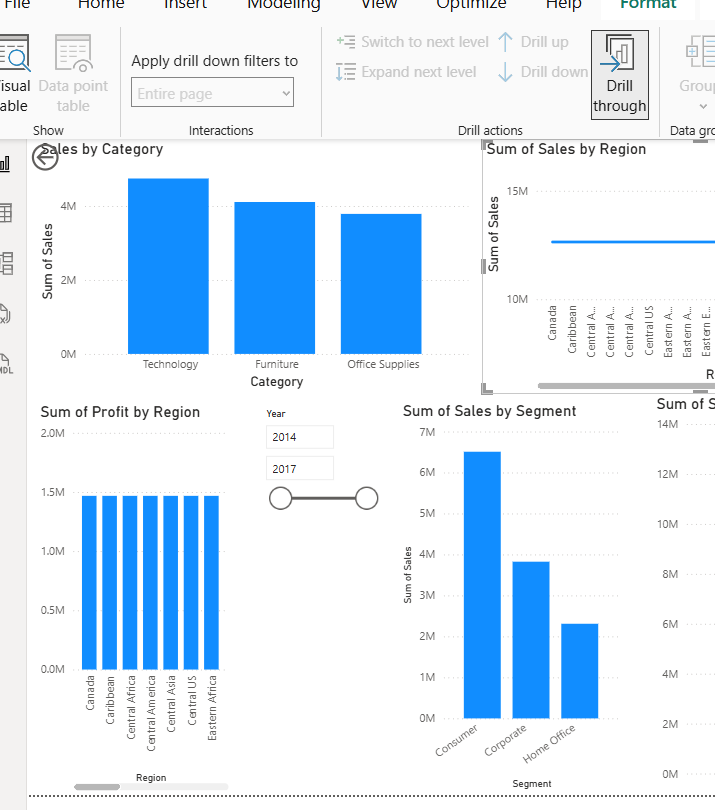 File Home Insert Modeling View Optimize Help Format
Visual table
Data point table
Show
Apply drill down filters to
Entire page
Interactions
Switch to next level
Expand next level
Drill up
Drill down
Drill through
Drill actions
Group
Data gro
Sales by Category
Sum of Sales
4M
2M
0M
Technology Furniture Office Supplies
Category
Sum of Sales by Region
Sum of Sales
15M
10M
Canada
Caribbean
Central A...
Central A...
Central A...
Central US
Eastern A...
Eastern A...
Eastern E...
R
Sum of Profit by Region
2.0M
1.5M
1.0M
0.5M
0.0M
Canada
Caribbean
Central Africa
Central America
Central Asia
Central US
Eastern Africa
Region
Year
2014
2017
Sum of Sales by Segment
Sum of Sales
7M
6M
5M
4M
3M
2M
1M
0M
Consumer
Corporate
Home Office
Segment
Sum of S
14M
12M
10M
8M
6M
4M
2M
0M